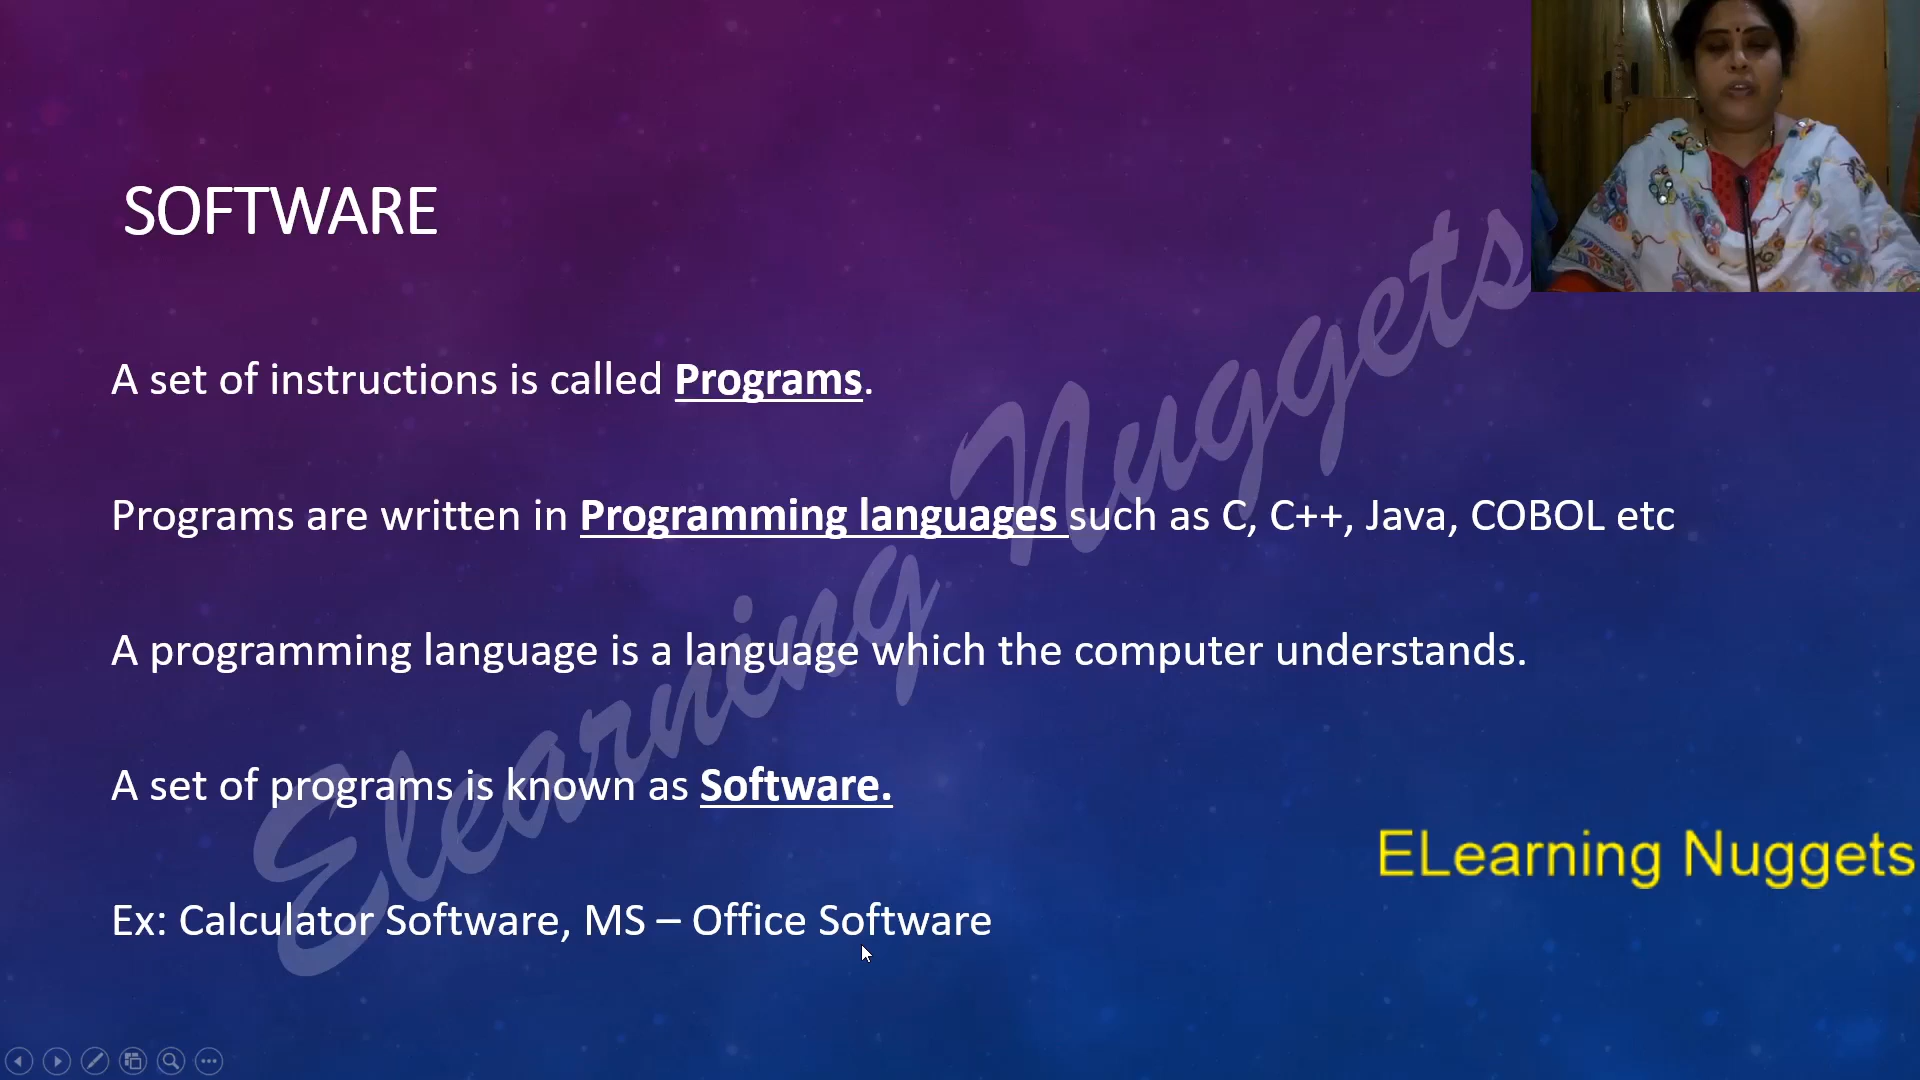 SOFTWARE
A set of instructions is called Programs.
Programs are written in Programming languages such as C, C++, Java, COBOL etc
A programming language is a language which the computer understands.
A set of programs is known as Software.
Ex: Calculator Software, MS – Office Software
Elearning Nuggets
ELearning Nuggets